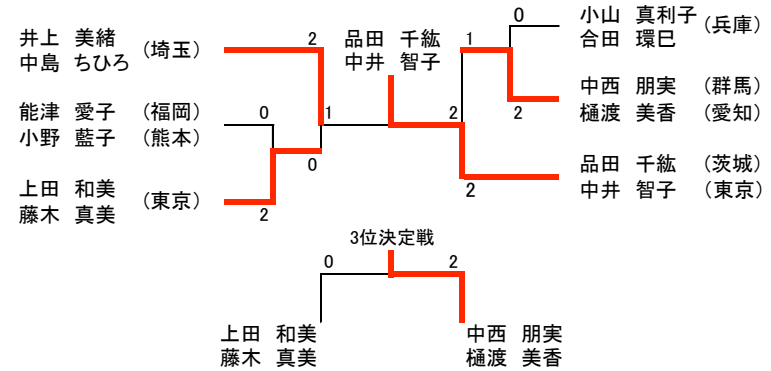 井上 美緒
中島 ちひろ
(埼玉)
2
能津 愛子 (福岡)
小野 藍子 (熊本)
0
1
0
上田 和美
藤木 真美
(東京)
2
品田 千紘
中井 智子
0
小山 真利子
合田 環巳
(兵庫)
1
中西 朋実 (群馬)
樋渡 美香 (愛知)
2
2
品田 千紘 (茨城)
中井 智子 (東京)
2
3位決定戦
0
2
上田 和美
藤木 真美
中西 朋実
樋渡 美香